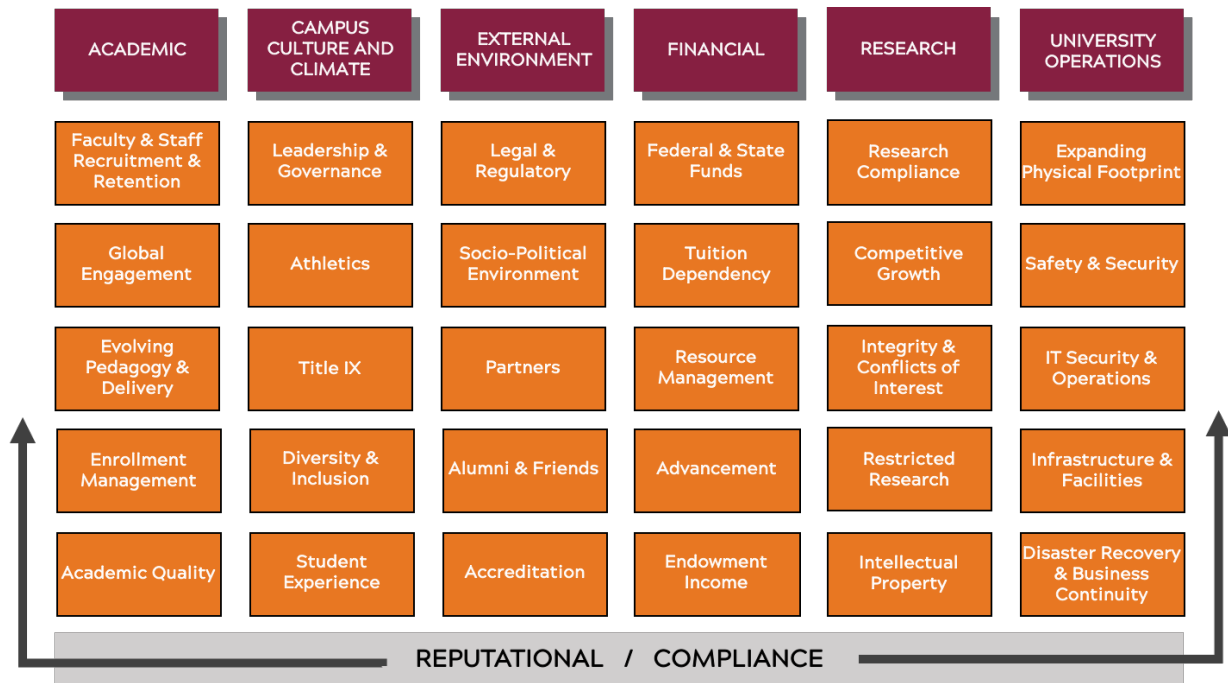 ACADEMIC
CAMPUS
CULTURE AND
CLIMATE
EXTERNAL
ENVIRONMENT
FINANCIAL
RESEARCH
UNIVERSITY
OPERATIONS
Faculty & Staff
Recruitment &
Retention
Leadership &
Governance
Legal &
Regulatory
Federal & State
Funds
Research
Compliance
Expanding
Physical Footprint
Global
Engagement
Athletics
Socio-Political
Environment
Tuition
Dependency
Competitive
Growth
Safety & Security
Evolving
Pedagogy &
Delivery
Title IX
Partners
Resource
Management
Integrity &
Conflicts of
Interest
IT Security &
Operations
Enrollment
Management
Diversity &
Inclusion
Alumni & Friends
Advancement
Restricted
Research
Infrastructure &
Facilities
Academic Quality
Student
Experience
Accreditation
Endowment
Income
Intellectual
Property
Disaster Recovery
& Business
Continuity
REPUTATIONAL / COMPLIANCE